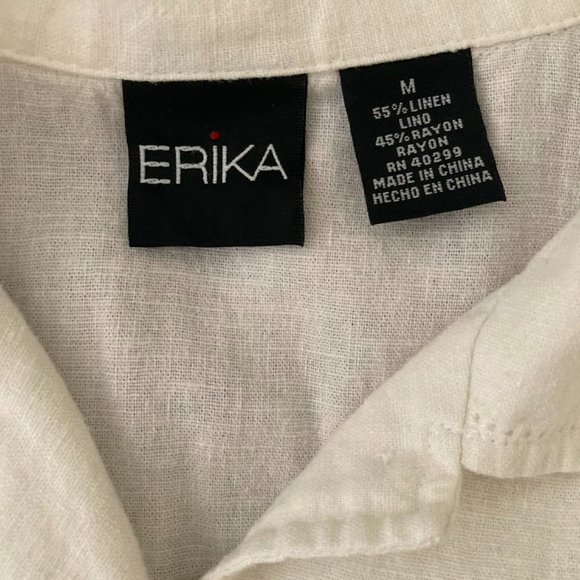 ERIKA
M
55% LINEN
LINO
45% RAYON
RAYON
RN 40299
MADE IN CHINA
HECHO EN CHINA